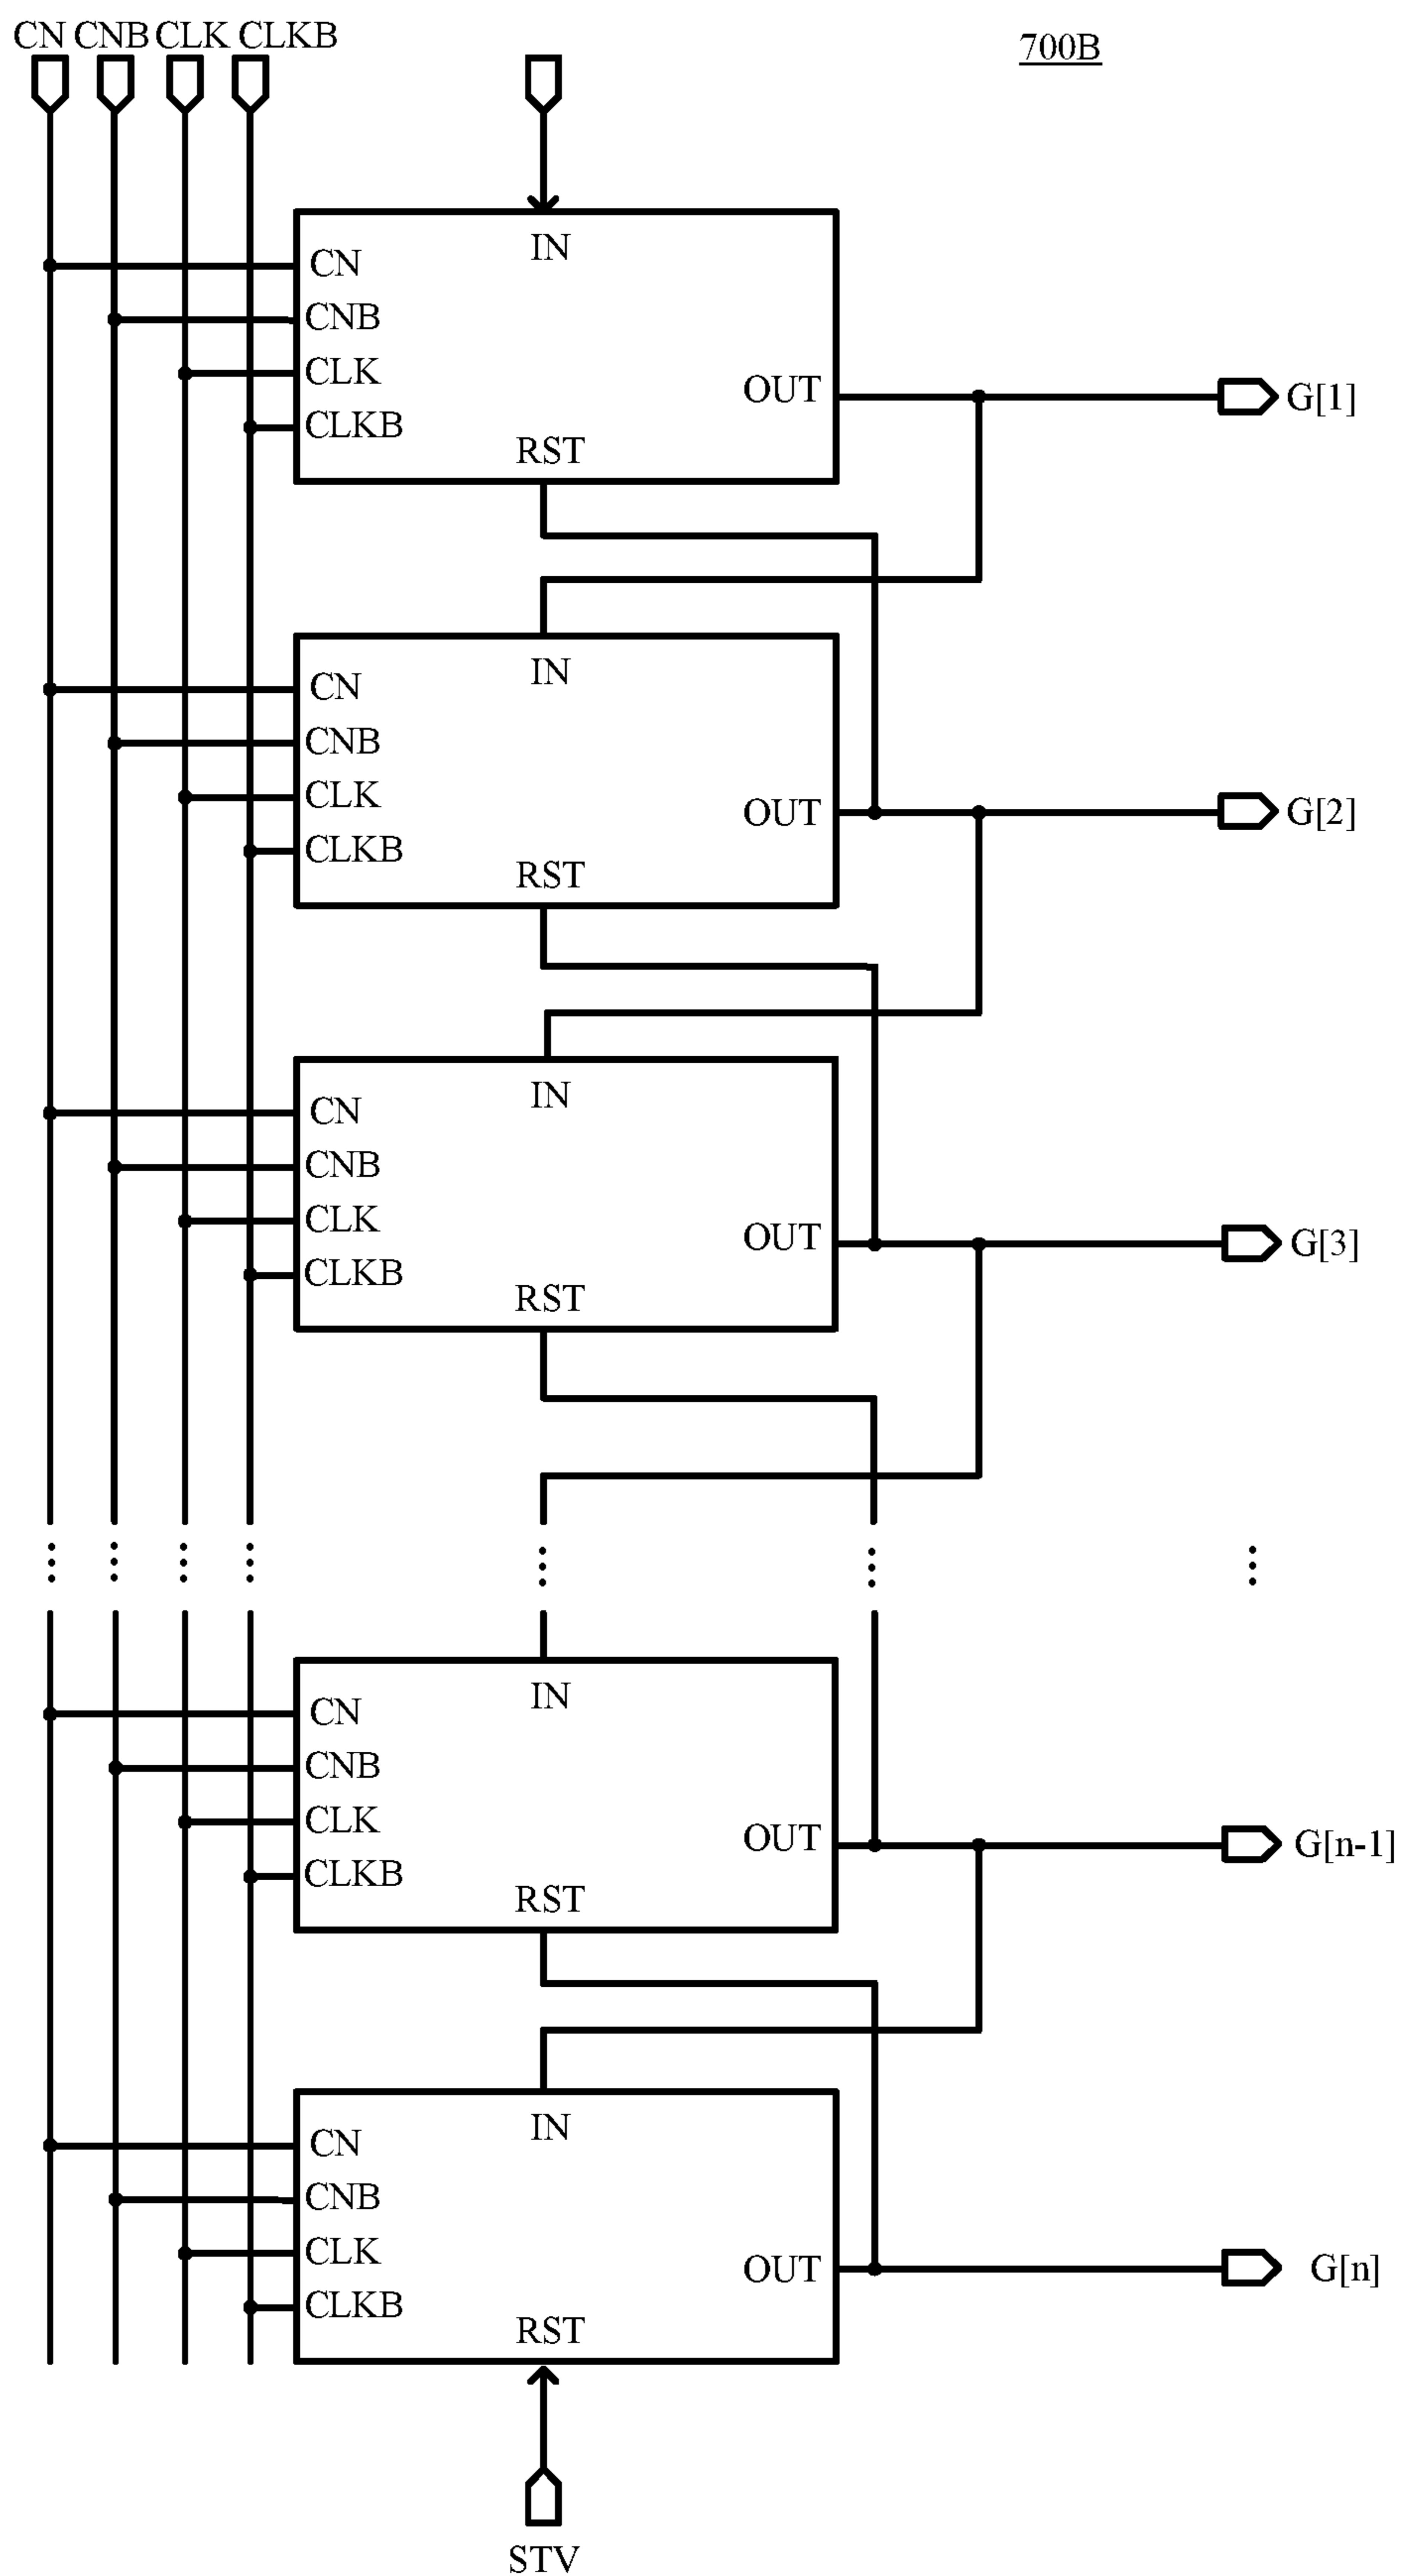 CN CNB CLK CLKB
700B
IN
CN
CNB
CLK
OUT
G[1]
CLKB
RST
IN
CN
CNB
CLK
OUT
G[2]
CLKB
RST
IN
CN
CNB
CLK
OUT
G[3]
CLKB
RST
IN
CN
CNB
CLK
OUT
G[n-1]
CLKB
RST
IN
CN
CNB
CLK
OUT
G[n]
CLKB
RST
STV